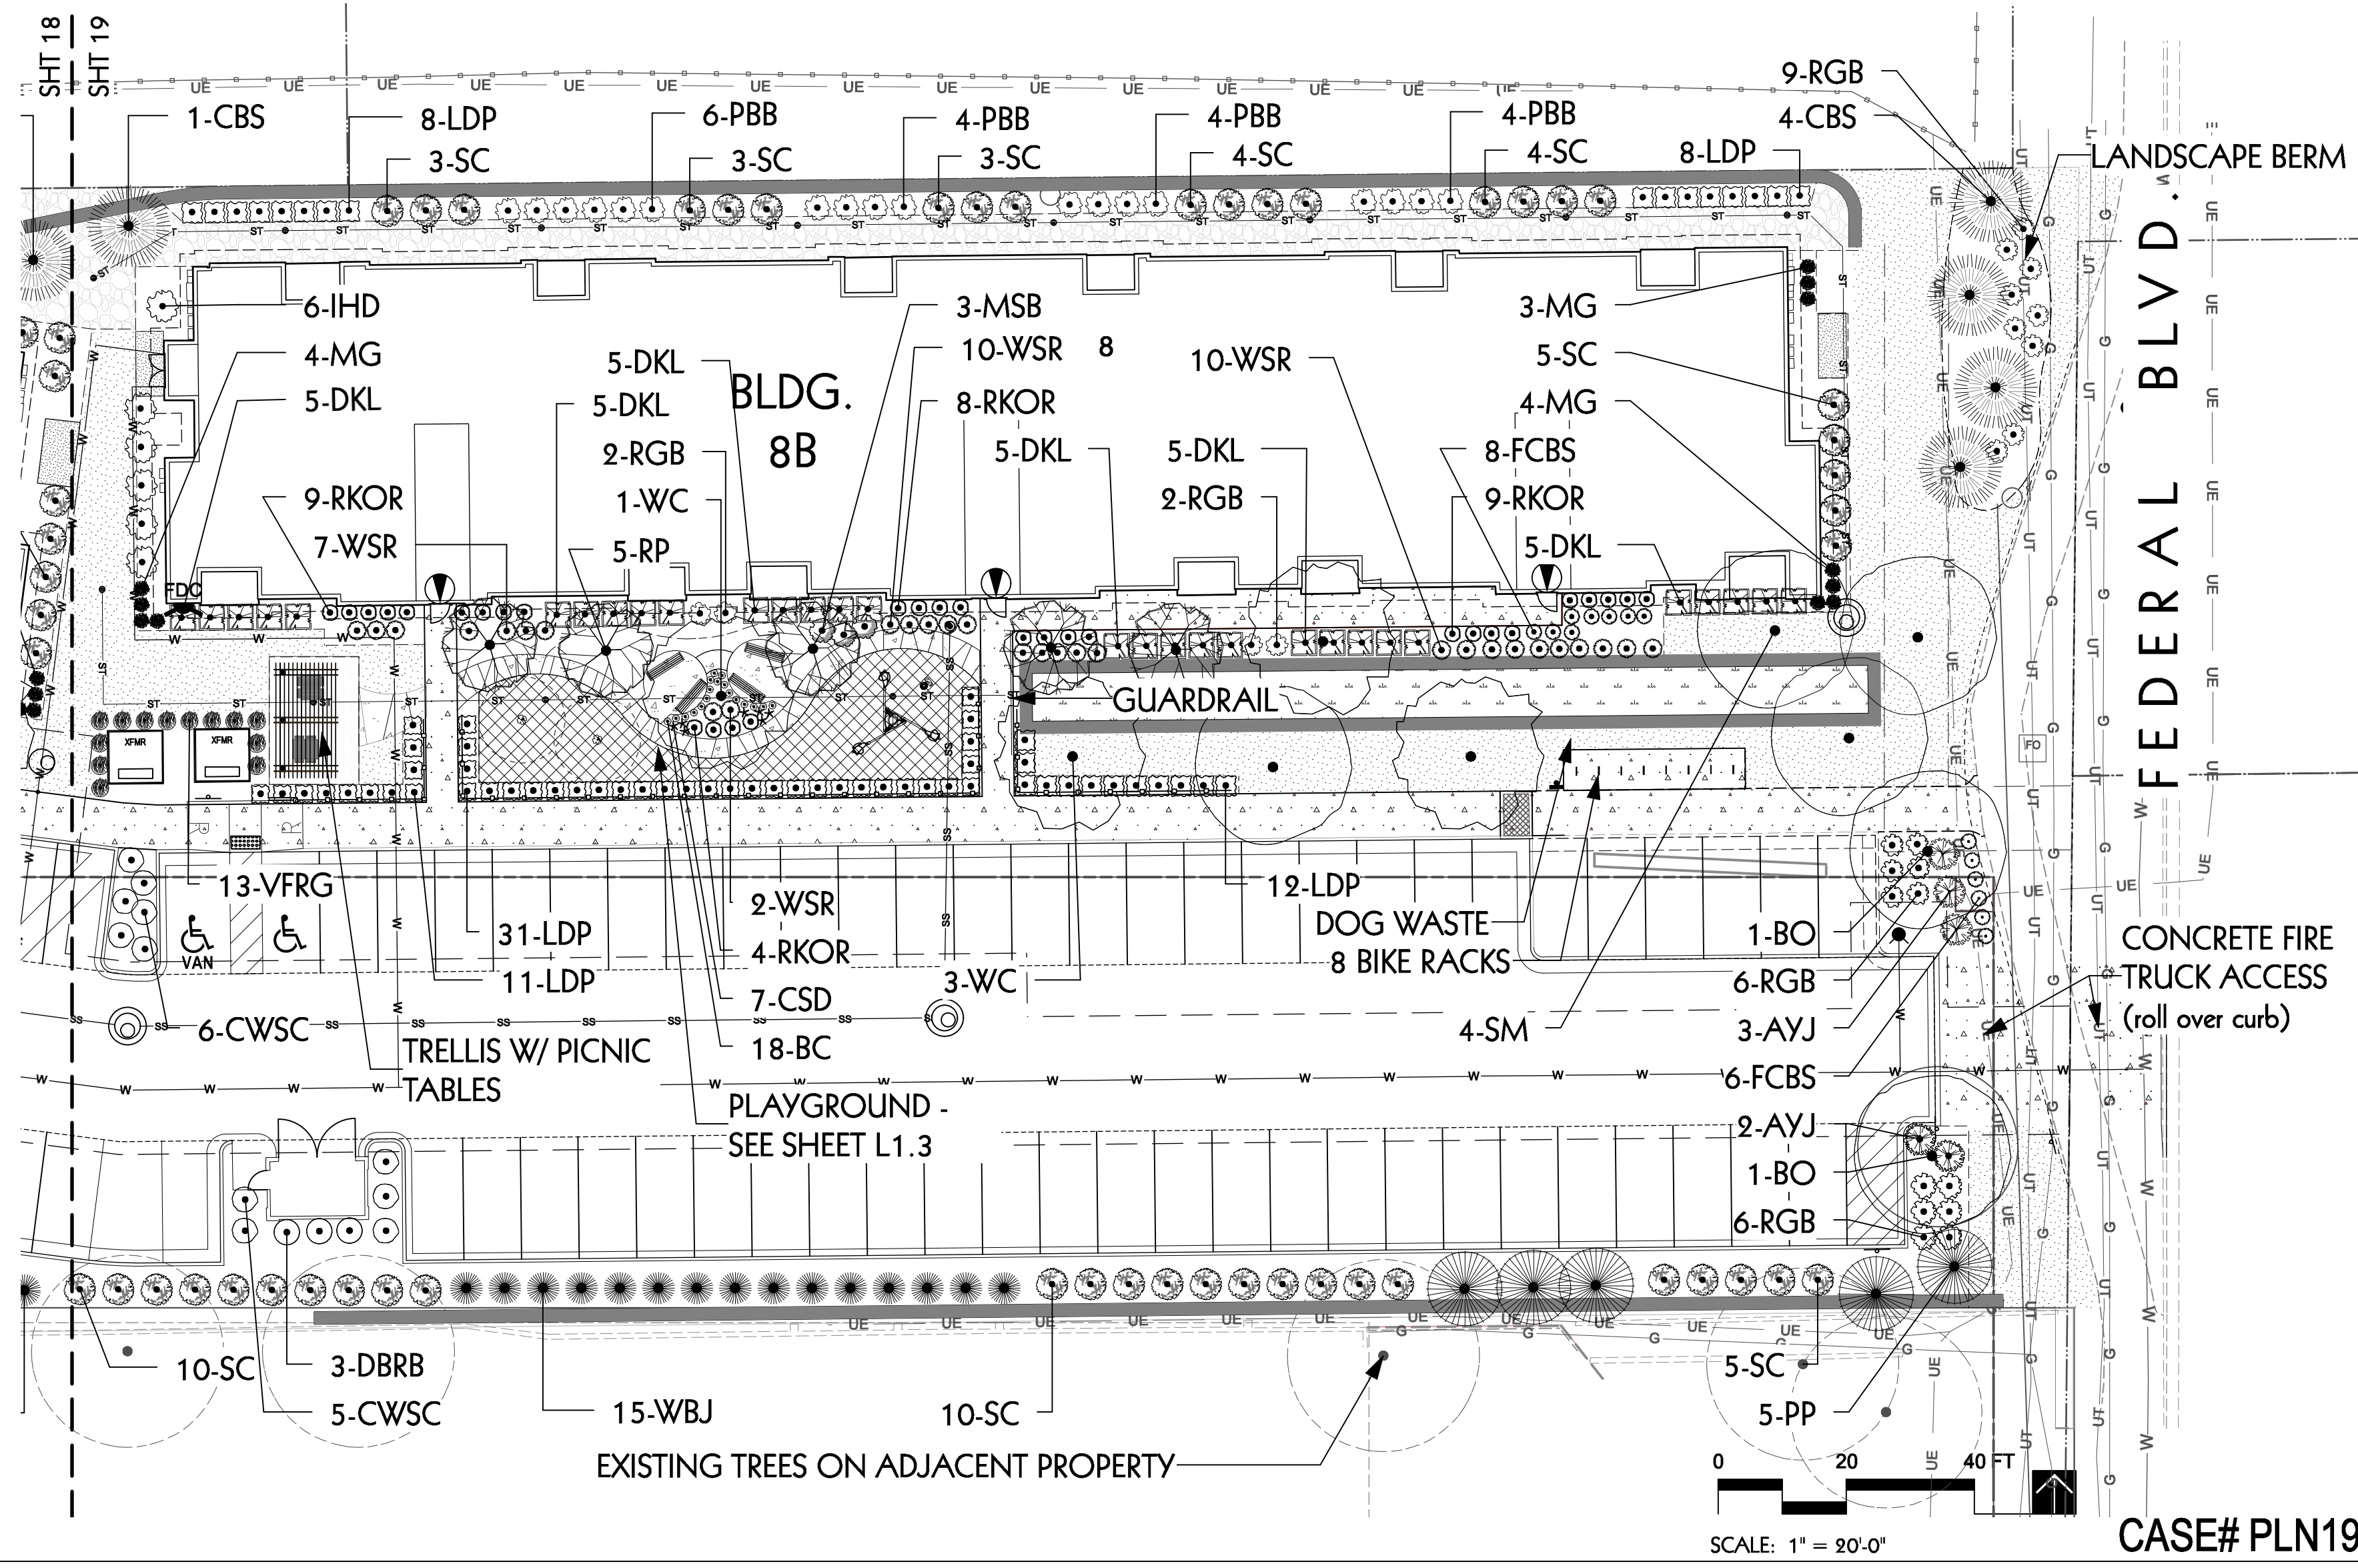 SHT 18
SHT 19
1-CBS
8-LDP
6-PBB
4-PBB
4-PBB
4-PBB
9-RGB
4-CBS
3-SC
3-SC
3-SC
4-SC
4-SC
8-LDP
LANDSCAPE BERM
FEDERAL BLVD.
6-IHD
3-MSB
3-MG
4-MG
5-DKL
10-WSR
8
10-WSR
5-SC
5-DKL
5-DKL
BLDG.
8B
8-RKOR
4-MG
2-RGB
5-DKL
5-DKL
8-FCBS
9-RKOR
1-WC
2-RGB
9-RKOR
7-WSR
5-RP
5-DKL
FDC
GUARDRAIL
XFMR
XFMR
FO
13-VFRG
2-WSR
12-LDP
31-LDP
4-RKOR
DOG WASTE
8 BIKE RACKS
1-BO
CONCRETE FIRE
TRUCK ACCESS
(roll over curb)
VAN
11-LDP
7-CSD
3-WC
6-RGB
6-CWSC
18-BC
4-SM
3-AYJ
TRELLIS W/ PICNIC
TABLES
6-FCBS
PLAYGROUND -
SEE SHEET L1.3
2-AYJ
1-BO
6-RGB
10-SC
3-DBRB
5-SC
5-CWSC
15-WBJ
10-SC
5-PP
EXISTING TREES ON ADJACENT PROPERTY
0 20 40 FT
SCALE: 1" = 20'-0"
CASE# PLN19